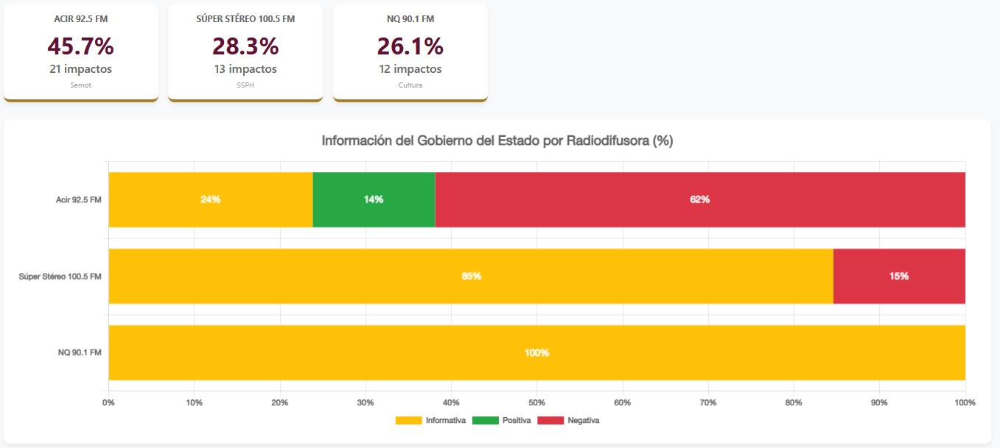 ACIR 92.5 FM
45.7%
21 impactos
Semot
SÚPER STÉREO 100.5 FM
28.3%
13 impactos
SSPH
NQ 90.1 FM
26.1%
12 impactos
Cultura
Información del Gobierno del Estado por Radiodifusora (%)
Acir 92.5 FM
24%
14%
62%
Súper Stéreo 100.5 FM
85%
15%
NQ 90.1 FM
100%
0% 10% 20% 30% 40% 50% 60% 70% 80% 90% 100%
Informativa Positiva Negativa